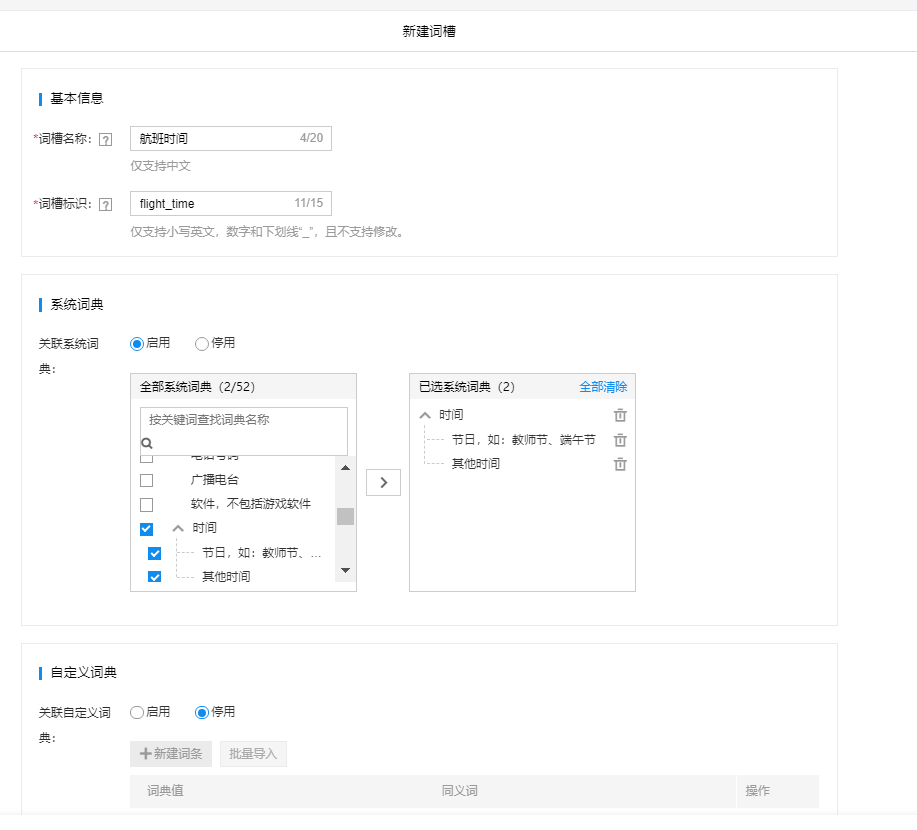 新建词槽
基本信息
*词槽名称: ? 航班时间 4/20
仅支持中文
*词槽标识: ? flight_time 11/15
仅支持小写英文，数字和下划线“_”，且不支持修改。
系统词典
关联系统词典: 启用 停用
全部系统词典（2/52）
按关键词查找词典名称
电话号码
广播电台
软件，不包括游戏软件
时间
节日，如：教师节、...
其他时间
已选系统词典（2） 全部清除
时间
节日，如：教师节、端午节
其他时间
自定义词典
关联自定义词典: 启用 停用
新建词条 批量导入
词典值 同义词 操作